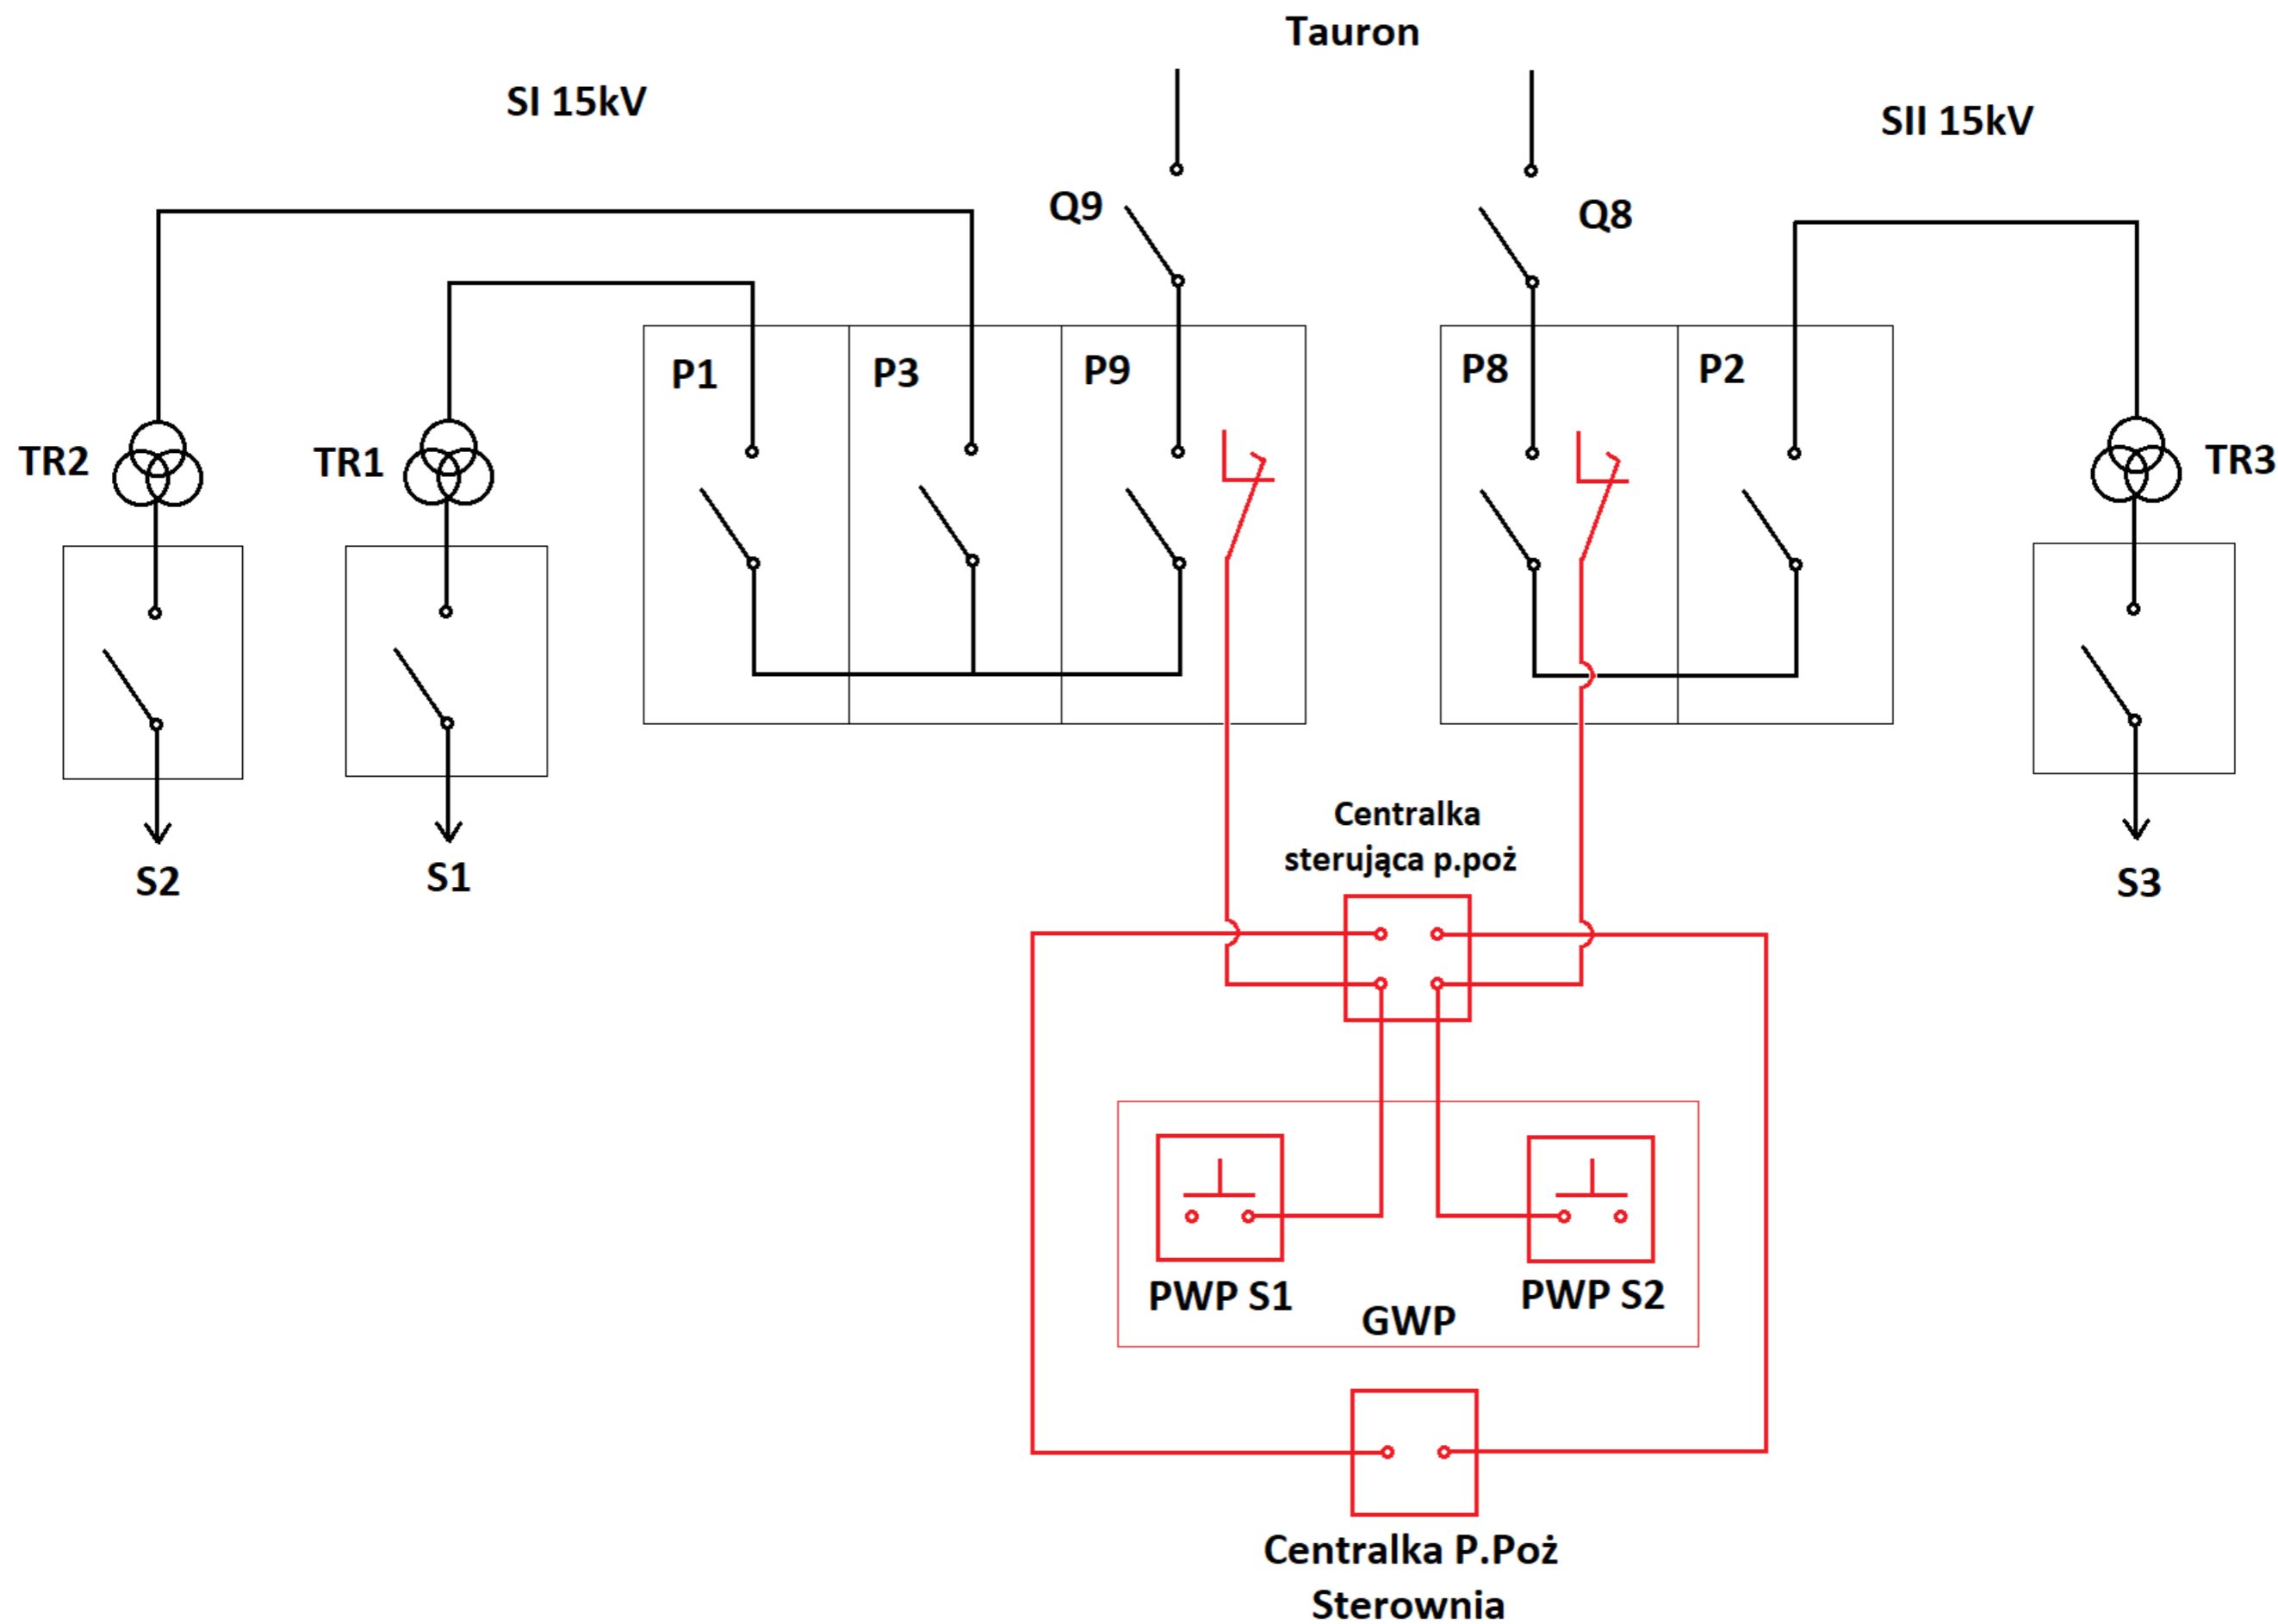 Tauron
SI 15kV
SII 15kV
Q9
Q8
P1
P3
P9
P8
P2
TR2
TR1
TR3
Centralka
sterująca p.poż
S2
S1
S3
PWP S1
PWP S2
GWP
Centralka P.Poż
Sterownia